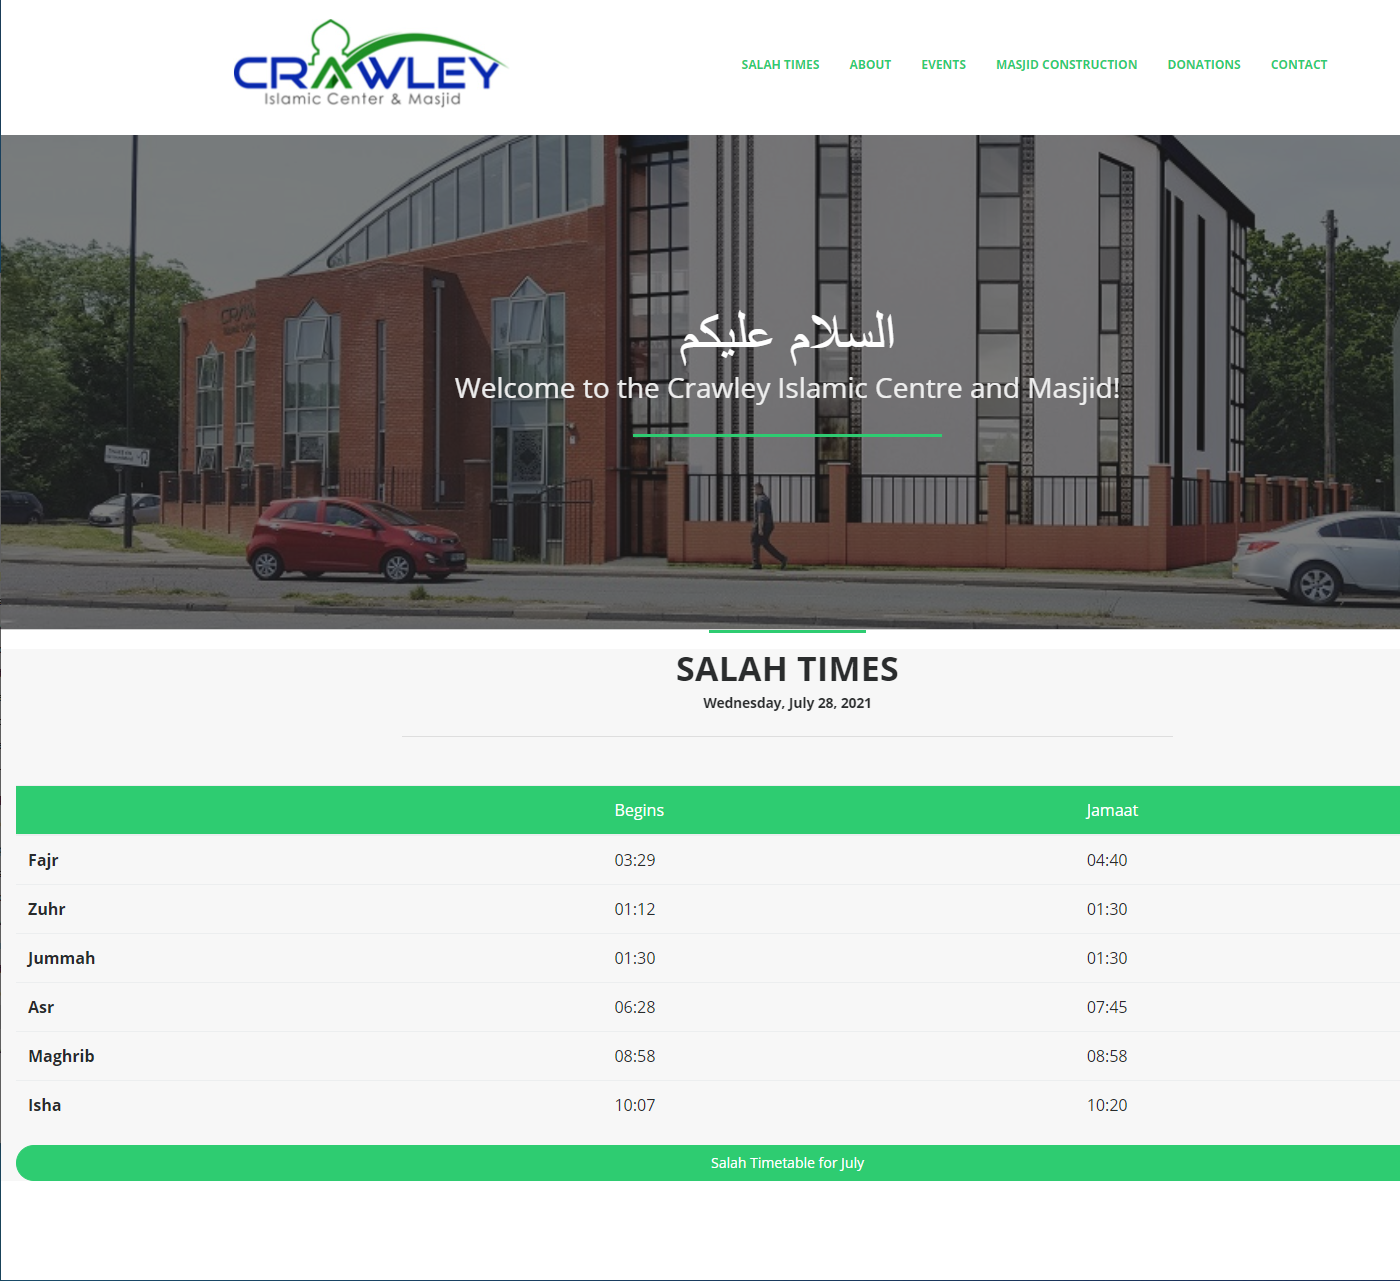 CRAWLEY
Islamic Center & Masjid
SALAH TIMES ABOUT EVENTS MASJID CONSTRUCTION DONATIONS CONTACT
السلام عليكم
Welcome to the Crawley Islamic Centre and Masjid!
SALAH TIMES
Wednesday, July 28, 2021
Begins Jamaat
Fajr 03:29 04:40
Zuhr 01:12 01:30
Jummah 01:30 01:30
Asr 06:28 07:45
Maghrib 08:58 08:58
Isha 10:07 10:20
Salah Timetable for July